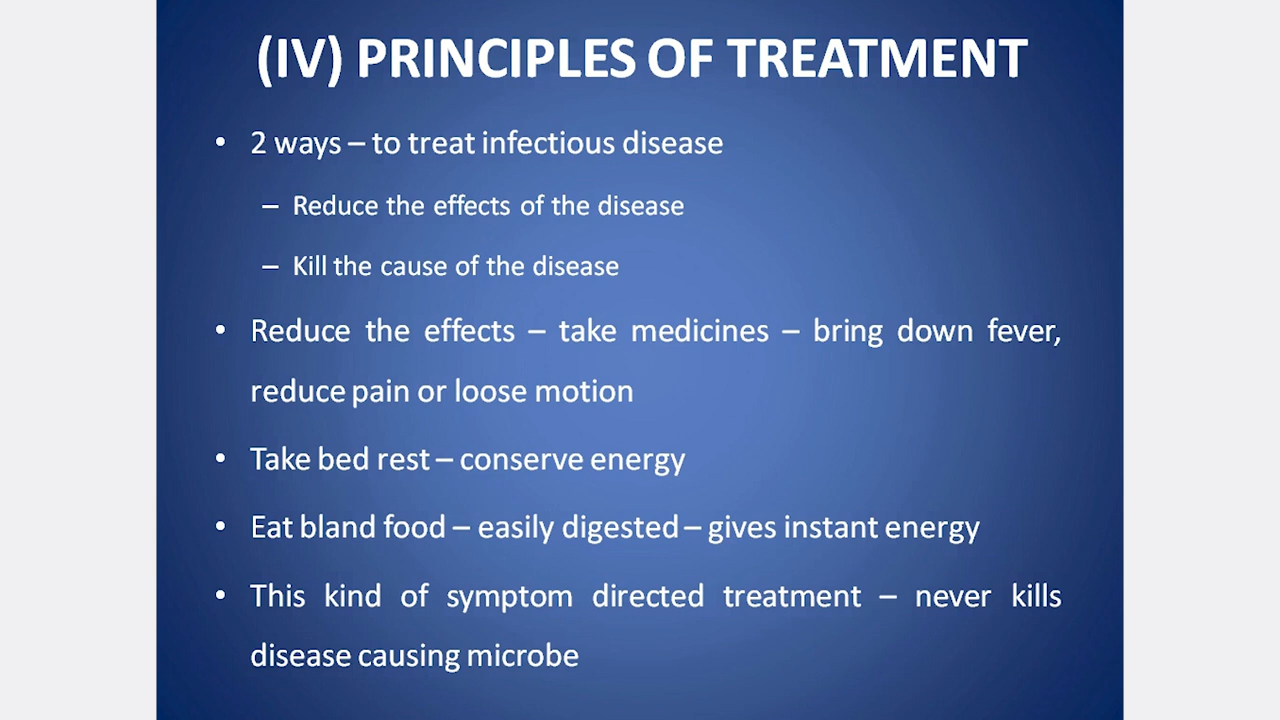 (IV) PRINCIPLES OF TREATMENT
• 2 ways – to treat infectious disease
– Reduce the effects of the disease
– Kill the cause of the disease
• Reduce the effects – take medicines – bring down fever,
reduce pain or loose motion
• Take bed rest – conserve energy
• Eat bland food – easily digested – gives instant energy
• This kind of symptom directed treatment – never kills
disease causing microbe